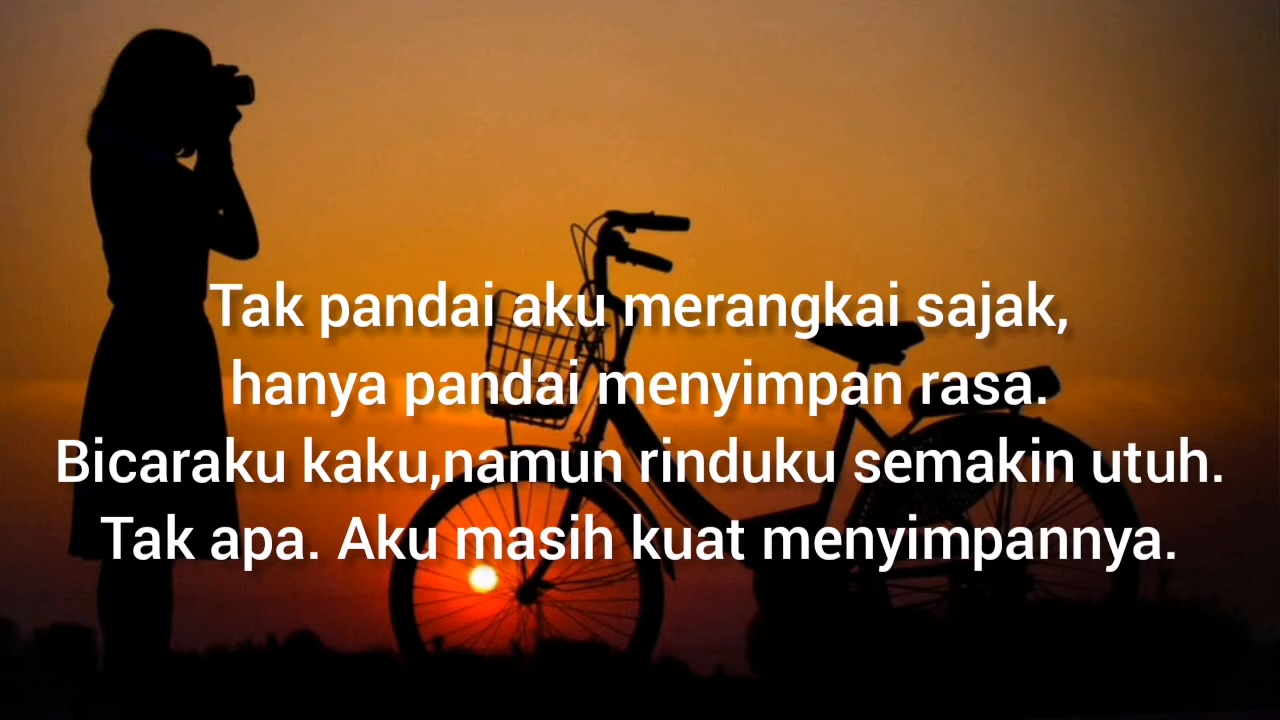 Tak pandai aku merangkai sajak,
hanya pandai menyimpan rasa.
Bicaraku kaku,namun rinduku semakin utuh.
Tak apa. Aku masih kuat menyimpannya.